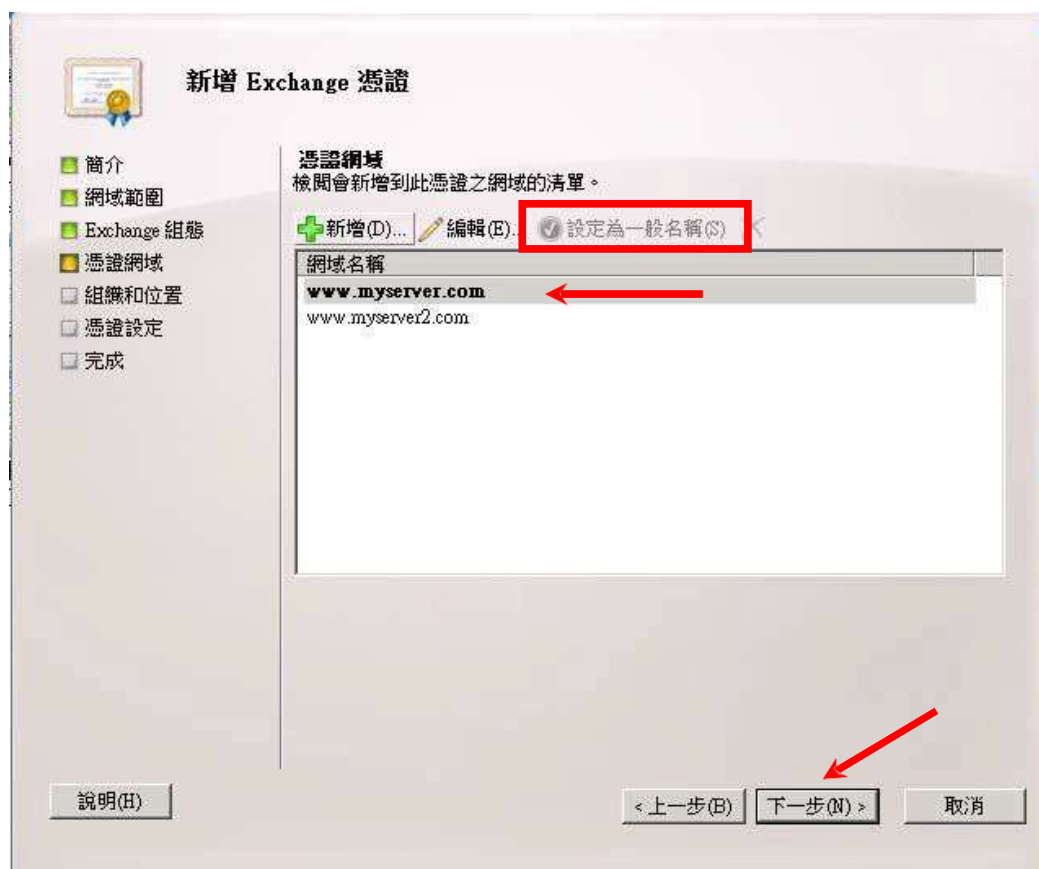 新增 Exchange 憑證
簡介
網域範圍
Exchange 組態
憑證網域
組織和位置
憑證設定
完成
憑證網域
檢閱會新增到此憑證之網域的清單。
新增(D)... 編輯(E)... 設定為一般名稱(S)
網域名稱
www.myserver.com
www.myserver2.com
說明(H) <上一步(B) 下一步(N) > 取消